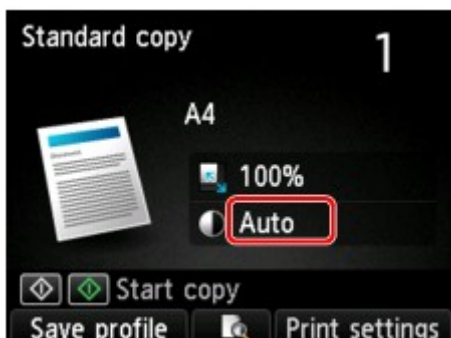 Standard copy
1
A4
100%
Auto
Start copy
Save profile
Print settings